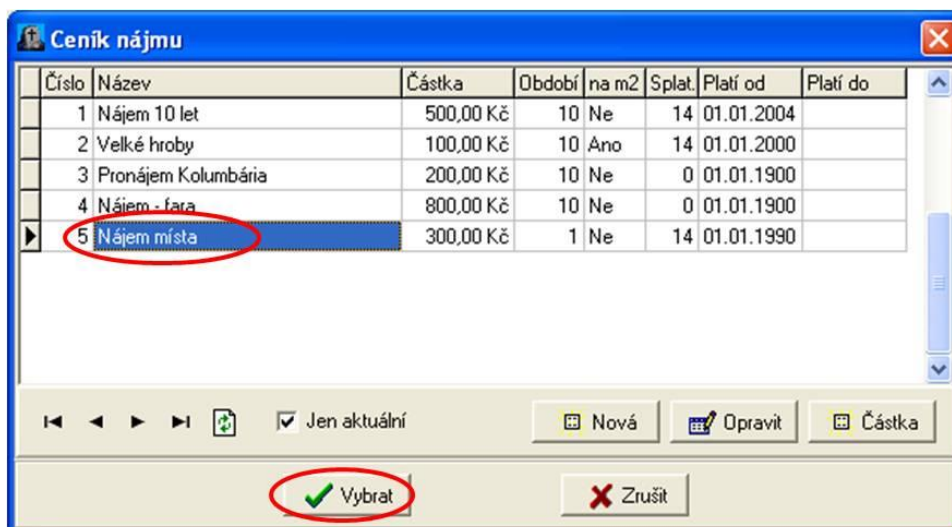 Ceník nájmu
Číslo Název Částka Období na m2 Splat. Platí od Platí do
1 Nájem 10 let 500,00 Kč 10 Ne 14 01.01.2004
2 Velké hroby 100,00 Kč 10 Ano 14 01.01.2000
3 Pronájem Kolumbária 200,00 Kč 10 Ne 0 01.01.1900
4 Nájem - fara 800,00 Kč 10 Ne 0 01.01.1900
5 Nájem místa 300,00 Kč 1 Ne 14 01.01.1990
Jen aktuální Nová Opravit Částka
Vybrat Zrušit